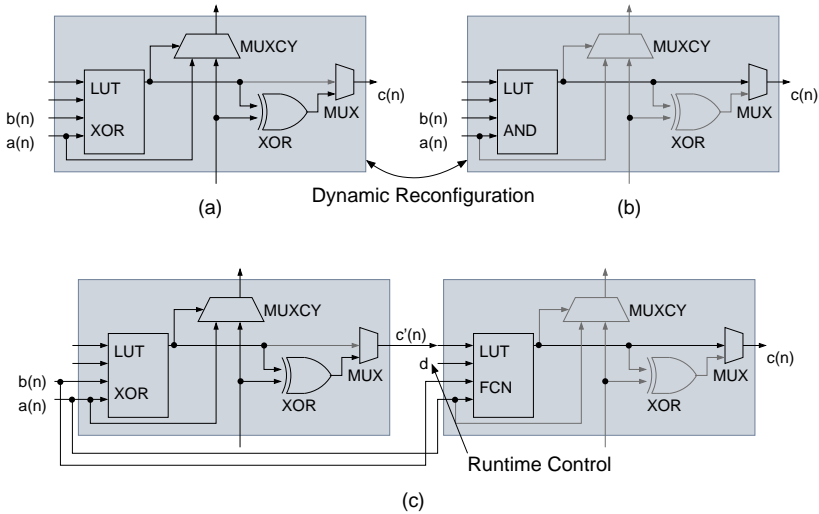 MUXCY
LUT
XOR
b(n)
a(n)
XOR
MUX
c(n)
MUXCY
LUT
AND
b(n)
a(n)
XOR
MUX
c(n)
Dynamic Reconfiguration
(a)
(b)
MUXCY
LUT
XOR
b(n)
a(n)
XOR
MUX
c'(n)
d
MUXCY
LUT
FCN
XOR
MUX
c(n)
Runtime Control
(c)